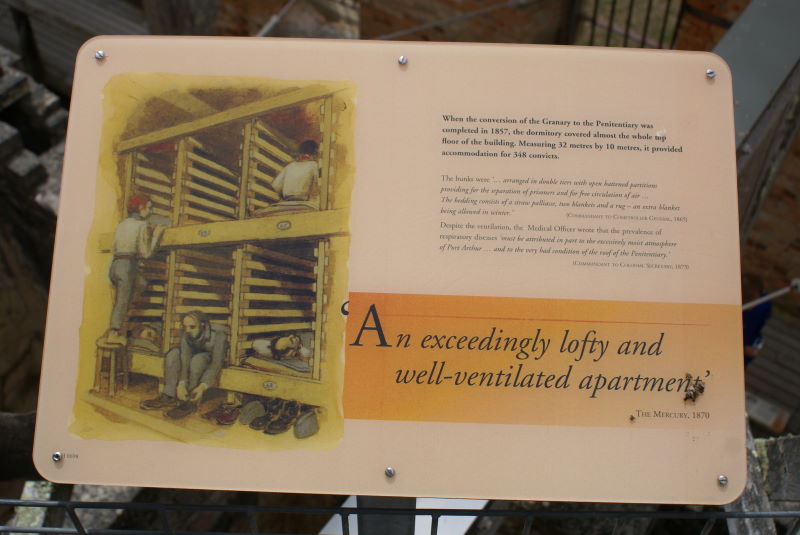 When the conversion of the Granary to the Penitentiary was
completed in 1857, the dormitory covered almost the whole top
floor of the building. Measuring 32 metres by 10 metres, it provided
accommodation for 348 convicts.
The bunks were '... arranged in double tiers with open battened partitions
providing for the separation of prisoners and for free circulation of air ...
The bedding consists of a straw palliasse, two blankets and a rug – an extra blanket
being allowed in winter.'
(Commandant to Comptroller General, 1865)
Despite the ventilation, the Medical Officer wrote that the prevalence of
respiratory diseases 'must be attributed in part to the excessively moist atmosphere
of Port Arthur ... and to the very bad condition of the roof of the Penitentiary.'
(Commandant to Colonial Secretary, 1873)
'An exceedingly lofty and
well-ventilated apartment'
The Mercury, 1870